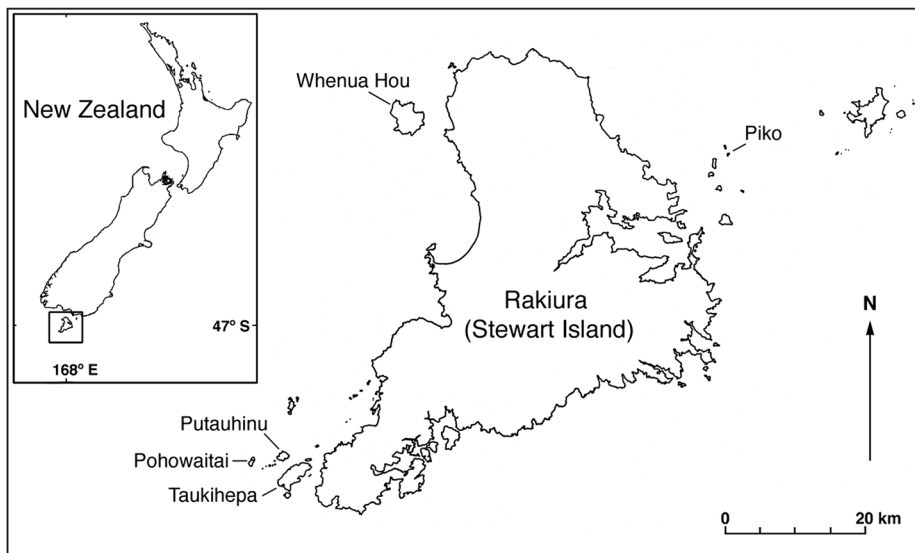 New Zealand
47° S
168° E
Whenua Hou
Piko
Rakiura
(Stewart Island)
N
Putauhinu
Pohowaitai
Taukihepa
0
20 km